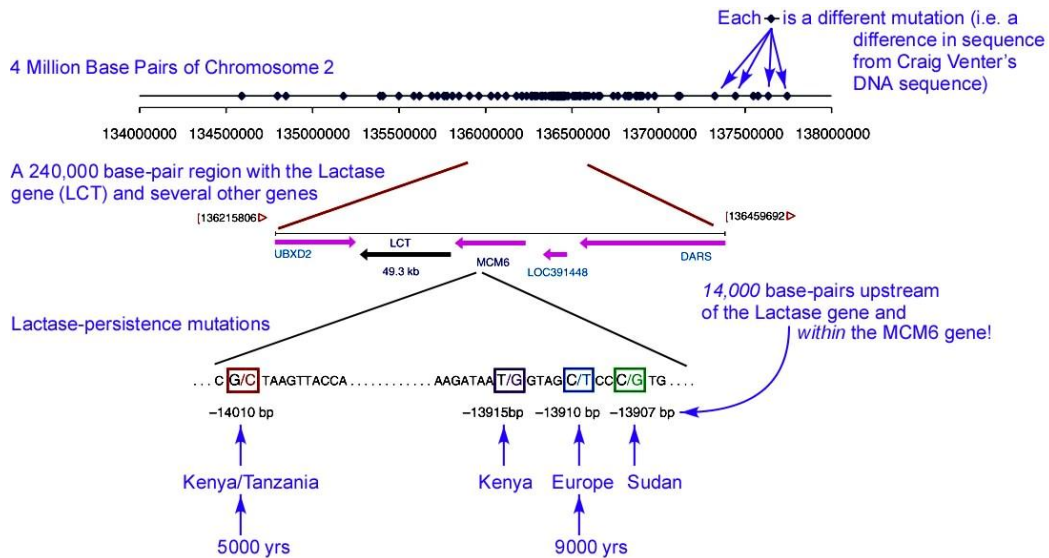 Each is a different mutation (i.e. a
difference in sequence
from Craig Venter's
DNA sequence)
4 Million Base Pairs of Chromosome 2
134000000 134500000 135000000 135500000 136000000 136500000 137000000 137500000 138000000
A 240,000 base-pair region with the Lactase
gene (LCT) and several other genes
[136215806 [136459692
UBXD2 LCT MCM6 LOC391448 DARS
49.3 kb
14,000 base-pairs upstream
of the Lactase gene and
within the MCM6 gene!
Lactase-persistence mutations
... C G/C TAAGTTACCA ............ AAGATAA T/G GTAG C/T CC C/G TG ....
–14010 bp –13915bp –13910 bp –13907 bp
Kenya/Tanzania Kenya Europe Sudan
5000 yrs 9000 yrs